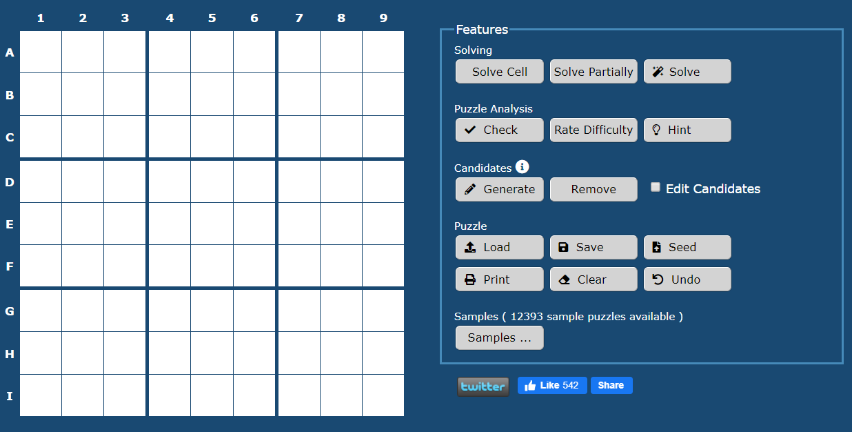 1 2 3 4 5 6 7 8 9
A
B
C
D
E
F
G
H
I
Features
Solving
Solve Cell Solve Partially Solve
Puzzle Analysis
Check Rate Difficulty Hint
Candidates
Generate Remove Edit Candidates
Puzzle
Load Save Seed
Print Clear Undo
Samples ( 12393 sample puzzles available )
Samples ...
twitter Like 542 Share